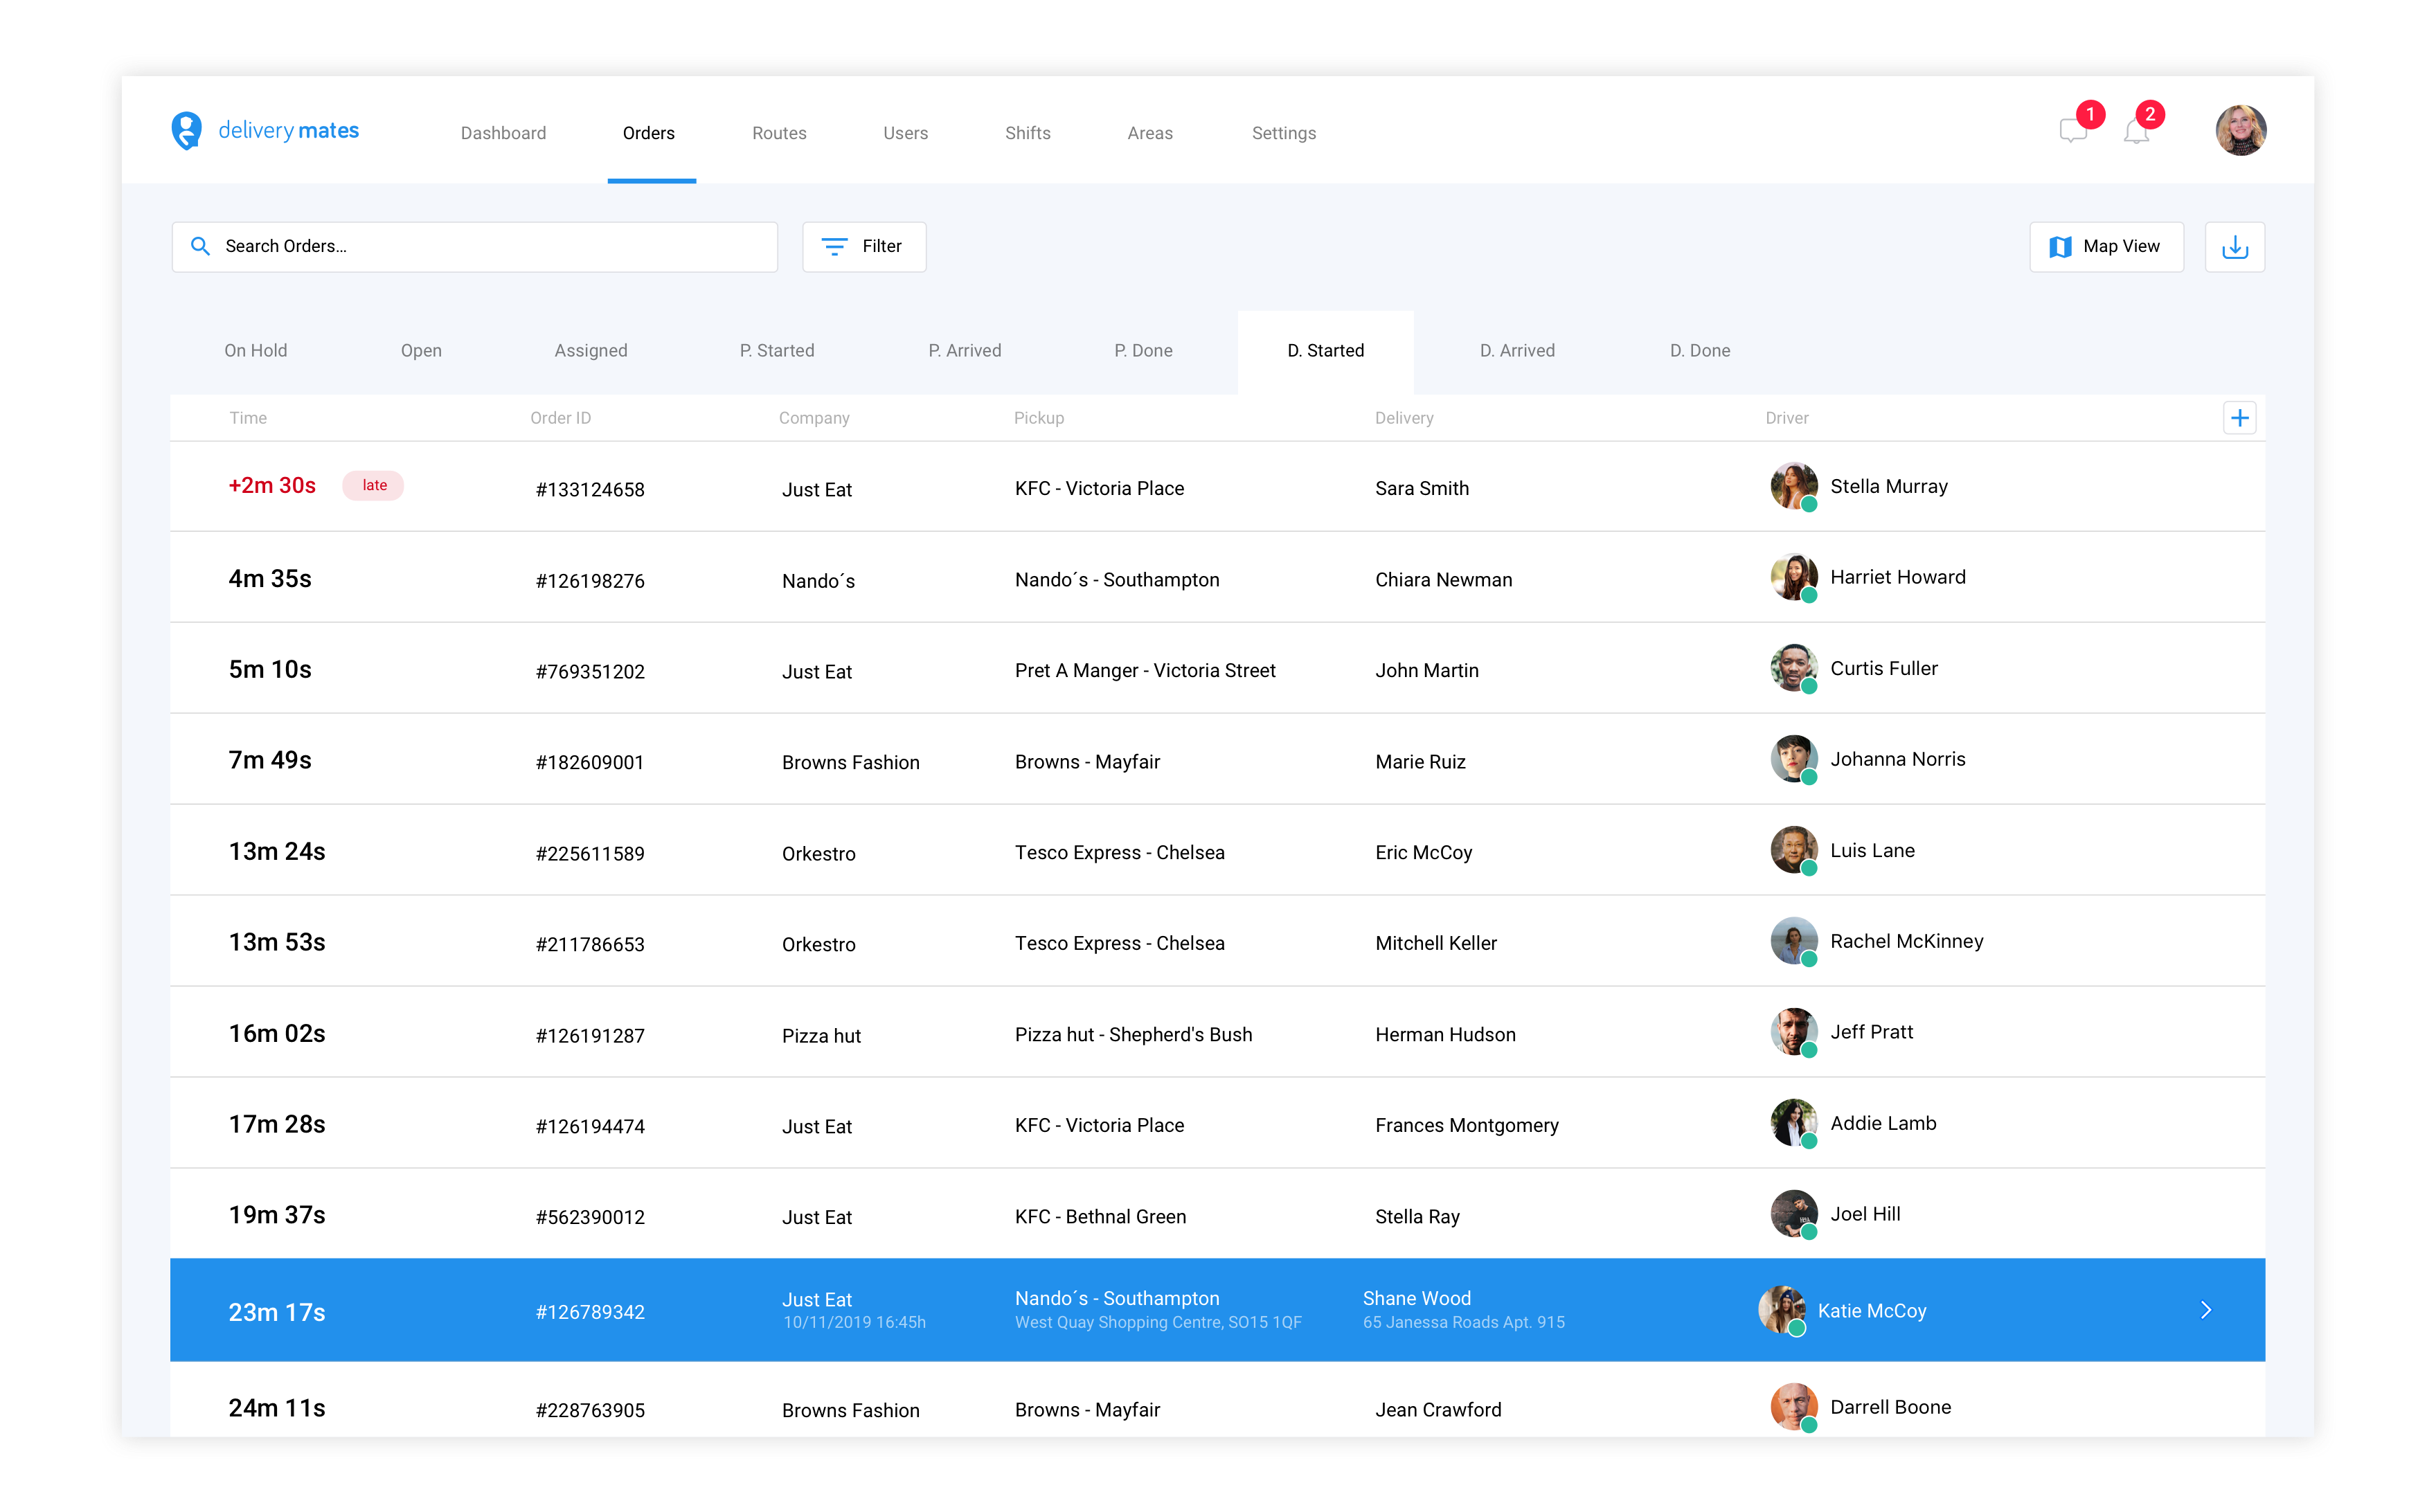 delivery mates Dashboard Orders Routes Users Shifts Areas Settings 1 2
Search Orders... Filter Map View
On Hold Open Assigned P. Started P. Arrived P. Done D. Started D. Arrived D. Done
Time Order ID Company Pickup Delivery Driver
+2m 30s late #133124658 Just Eat KFC - Victoria Place Sara Smith Stella Murray
4m 35s #126198276 Nando´s Nando´s - Southampton Chiara Newman Harriet Howard
5m 10s #769351202 Just Eat Pret A Manger - Victoria Street John Martin Curtis Fuller
7m 49s #182609001 Browns Fashion Browns - Mayfair Marie Ruiz Johanna Norris
13m 24s #225611589 Orkestro Tesco Express - Chelsea Eric McCoy Luis Lane
13m 53s #211786653 Orkestro Tesco Express - Chelsea Mitchell Keller Rachel McKinney
16m 02s #126191287 Pizza hut Pizza hut - Shepherd's Bush Herman Hudson Jeff Pratt
17m 28s #126194474 Just Eat KFC - Victoria Place Frances Montgomery Addie Lamb
19m 37s #562390012 Just Eat KFC - Bethnal Green Stella Ray Joel Hill
23m 17s #126789342 Just Eat Nando´s - Southampton Shane Wood Katie McCoy
10/11/2019 16:45h West Quay Shopping Centre, SO15 1QF 65 Janessa Roads Apt. 915
24m 11s #228763905 Browns Fashion Browns - Mayfair Jean Crawford Darrell Boone